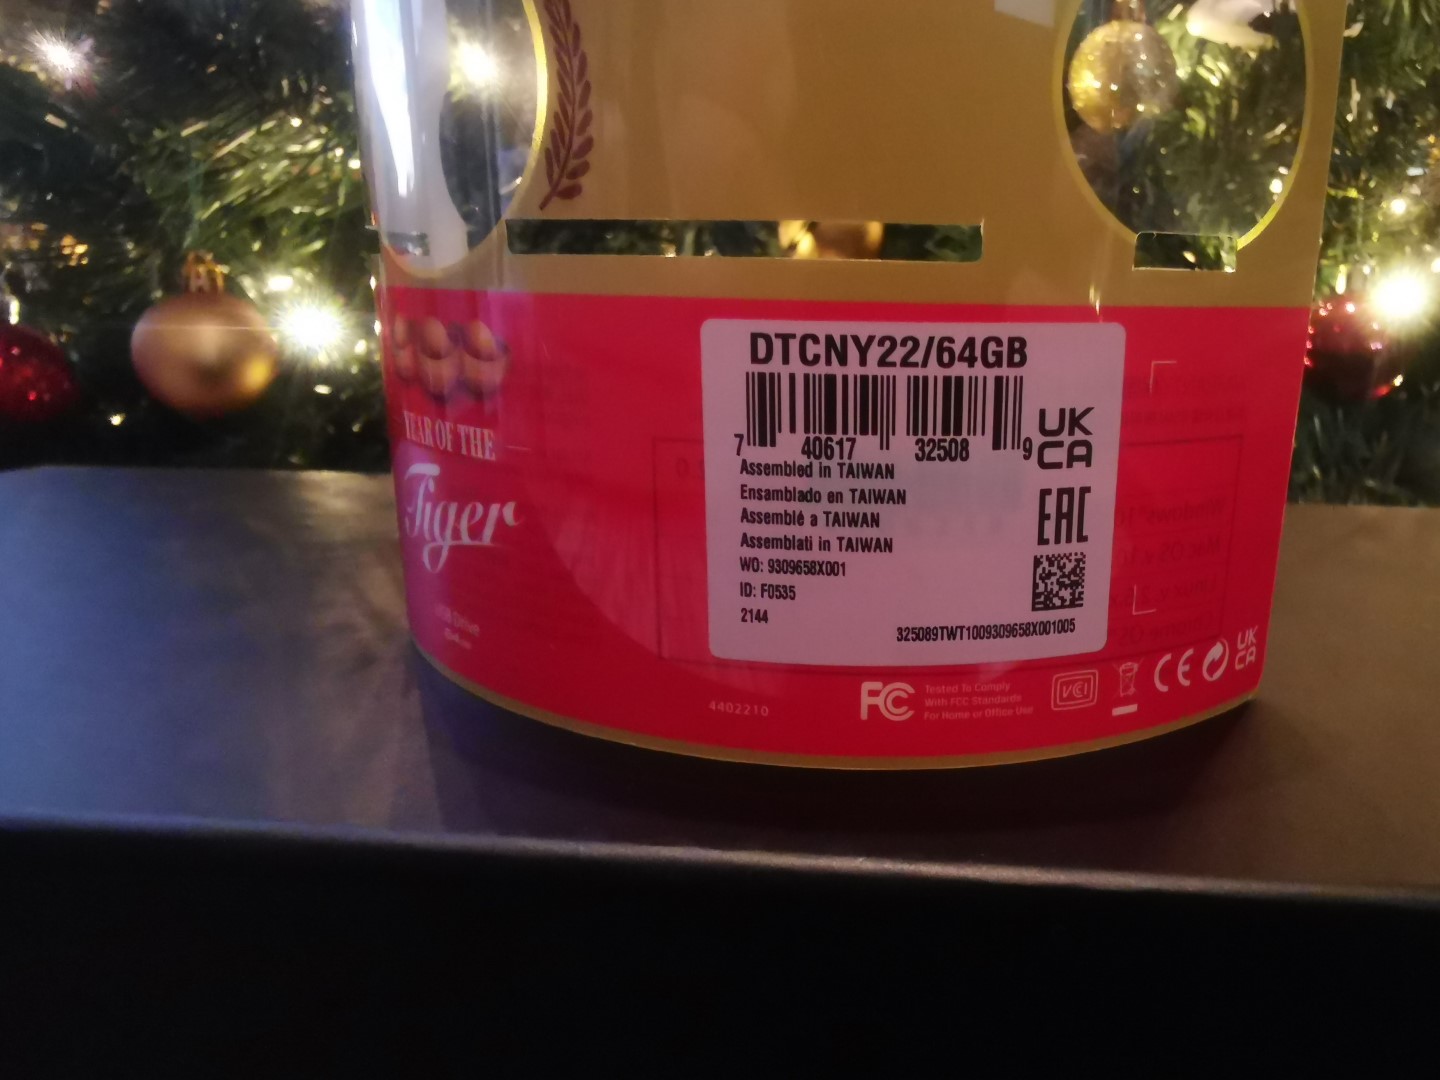 DTCNY22/64GB
7 40617 32508 9
UK
CA
Assembled in TAIWAN
Ensamblado en TAIWAN
Assemblé a TAIWAN
Assemblati in TAIWAN
EAC
WO: 9309658X001
ID: F0535
2144
325089TWT1009309658X001005
YEAR OF THE
Tiger
Drive
4402210
FC
Tested To Comply
With FCC Standards
For Home or Office Use
VCCI
CE
UK
CA